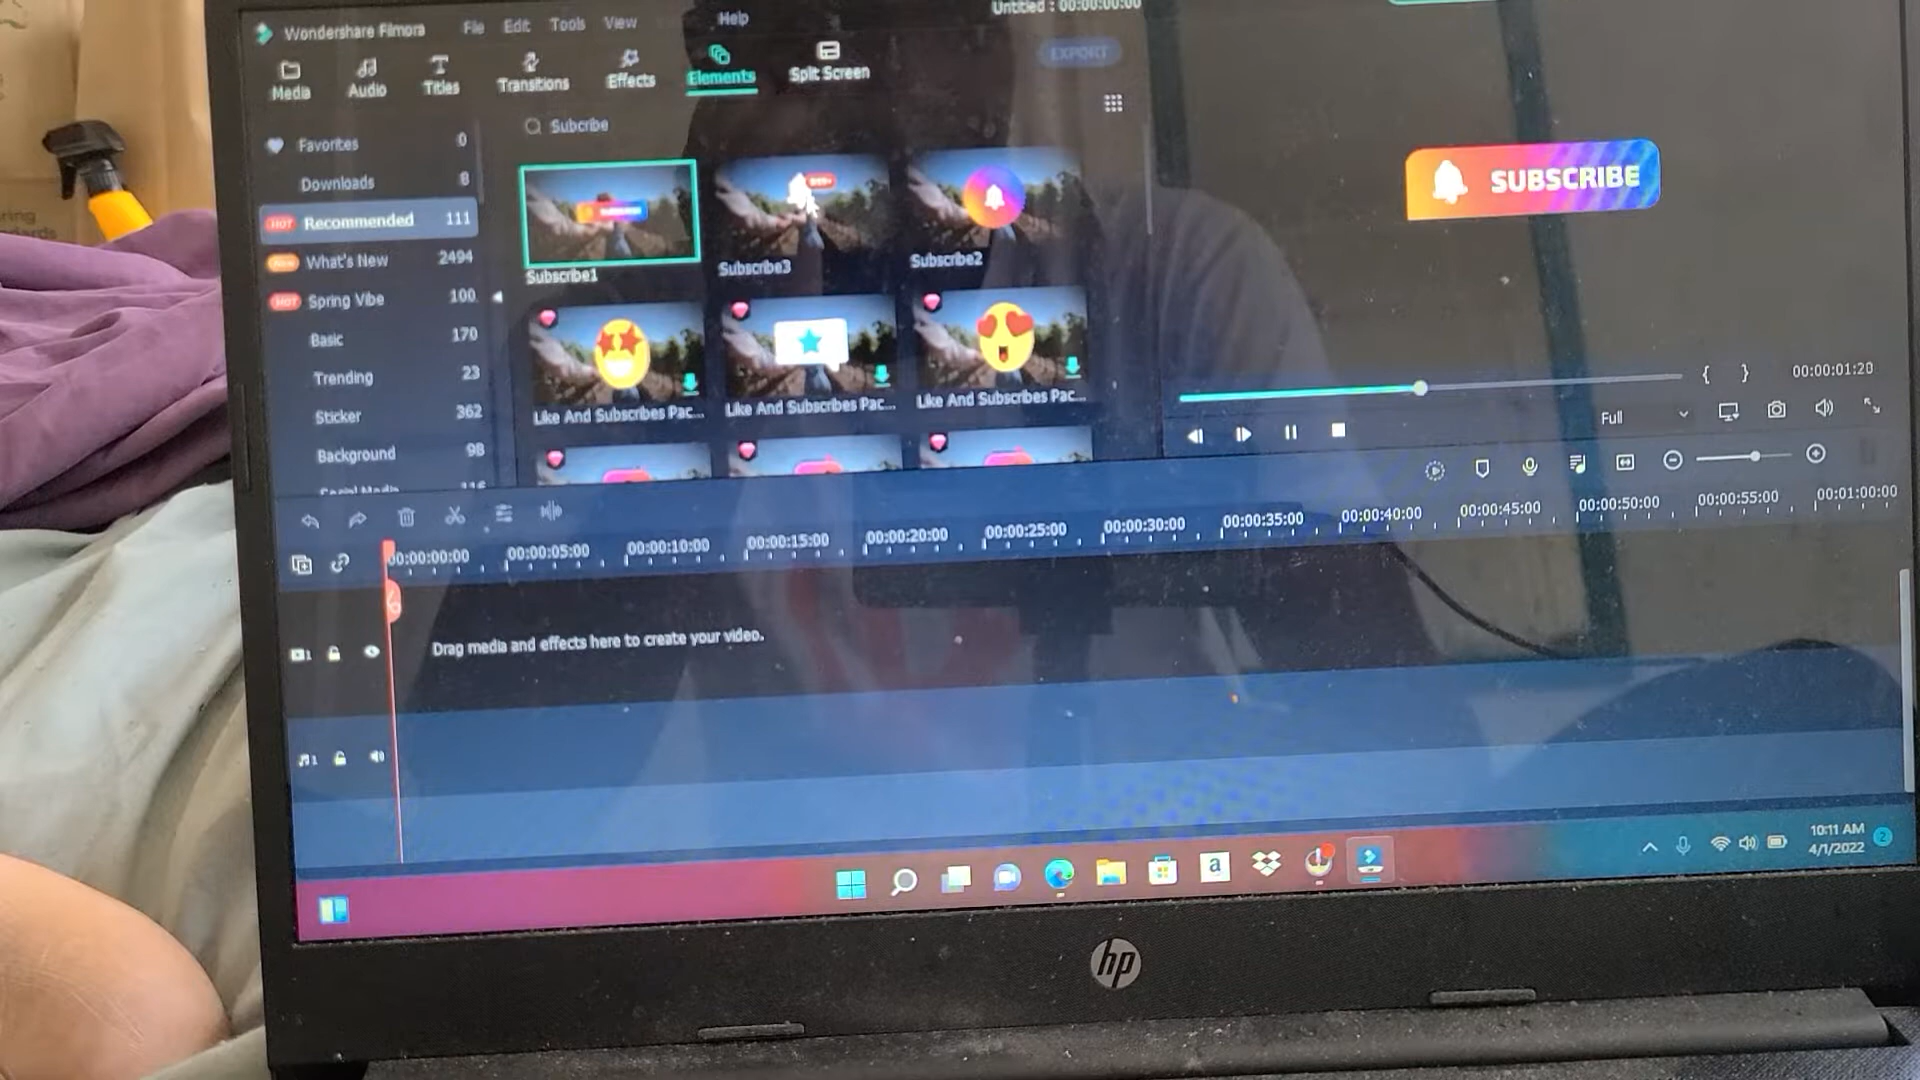 Wondershare Filmora File Edit Tools View Help
Untitled : 00:00:00:00
Media Audio Titles Transitions Effects Elements Split Screen
EXPORT
Subcribe
Favorites 0
Downloads 8
HOT Recommended 111
What's New 2494
HOT Spring Vibe 100
Basic 170
Trending 23
Sticker 362
Background 98
Subscribe1 Subscribe3 Subscribe2
Like And Subscribes Pac... Like And Subscribes Pac... Like And Subscribes Pac...
SUBSCRIBE
{ } 00:00:01:20
Full
00:00:00:00 00:00:05:00 00:00:10:00 00:00:15:00 00:00:20:00 00:00:25:00 00:00:30:00 00:00:35:00 00:00:40:00 00:00:45:00 00:00:50:00 00:00:55:00 00:01:00:00
Drag media and effects here to create your video.
1
1
10:11 AM
4/1/2022
2
a
hp